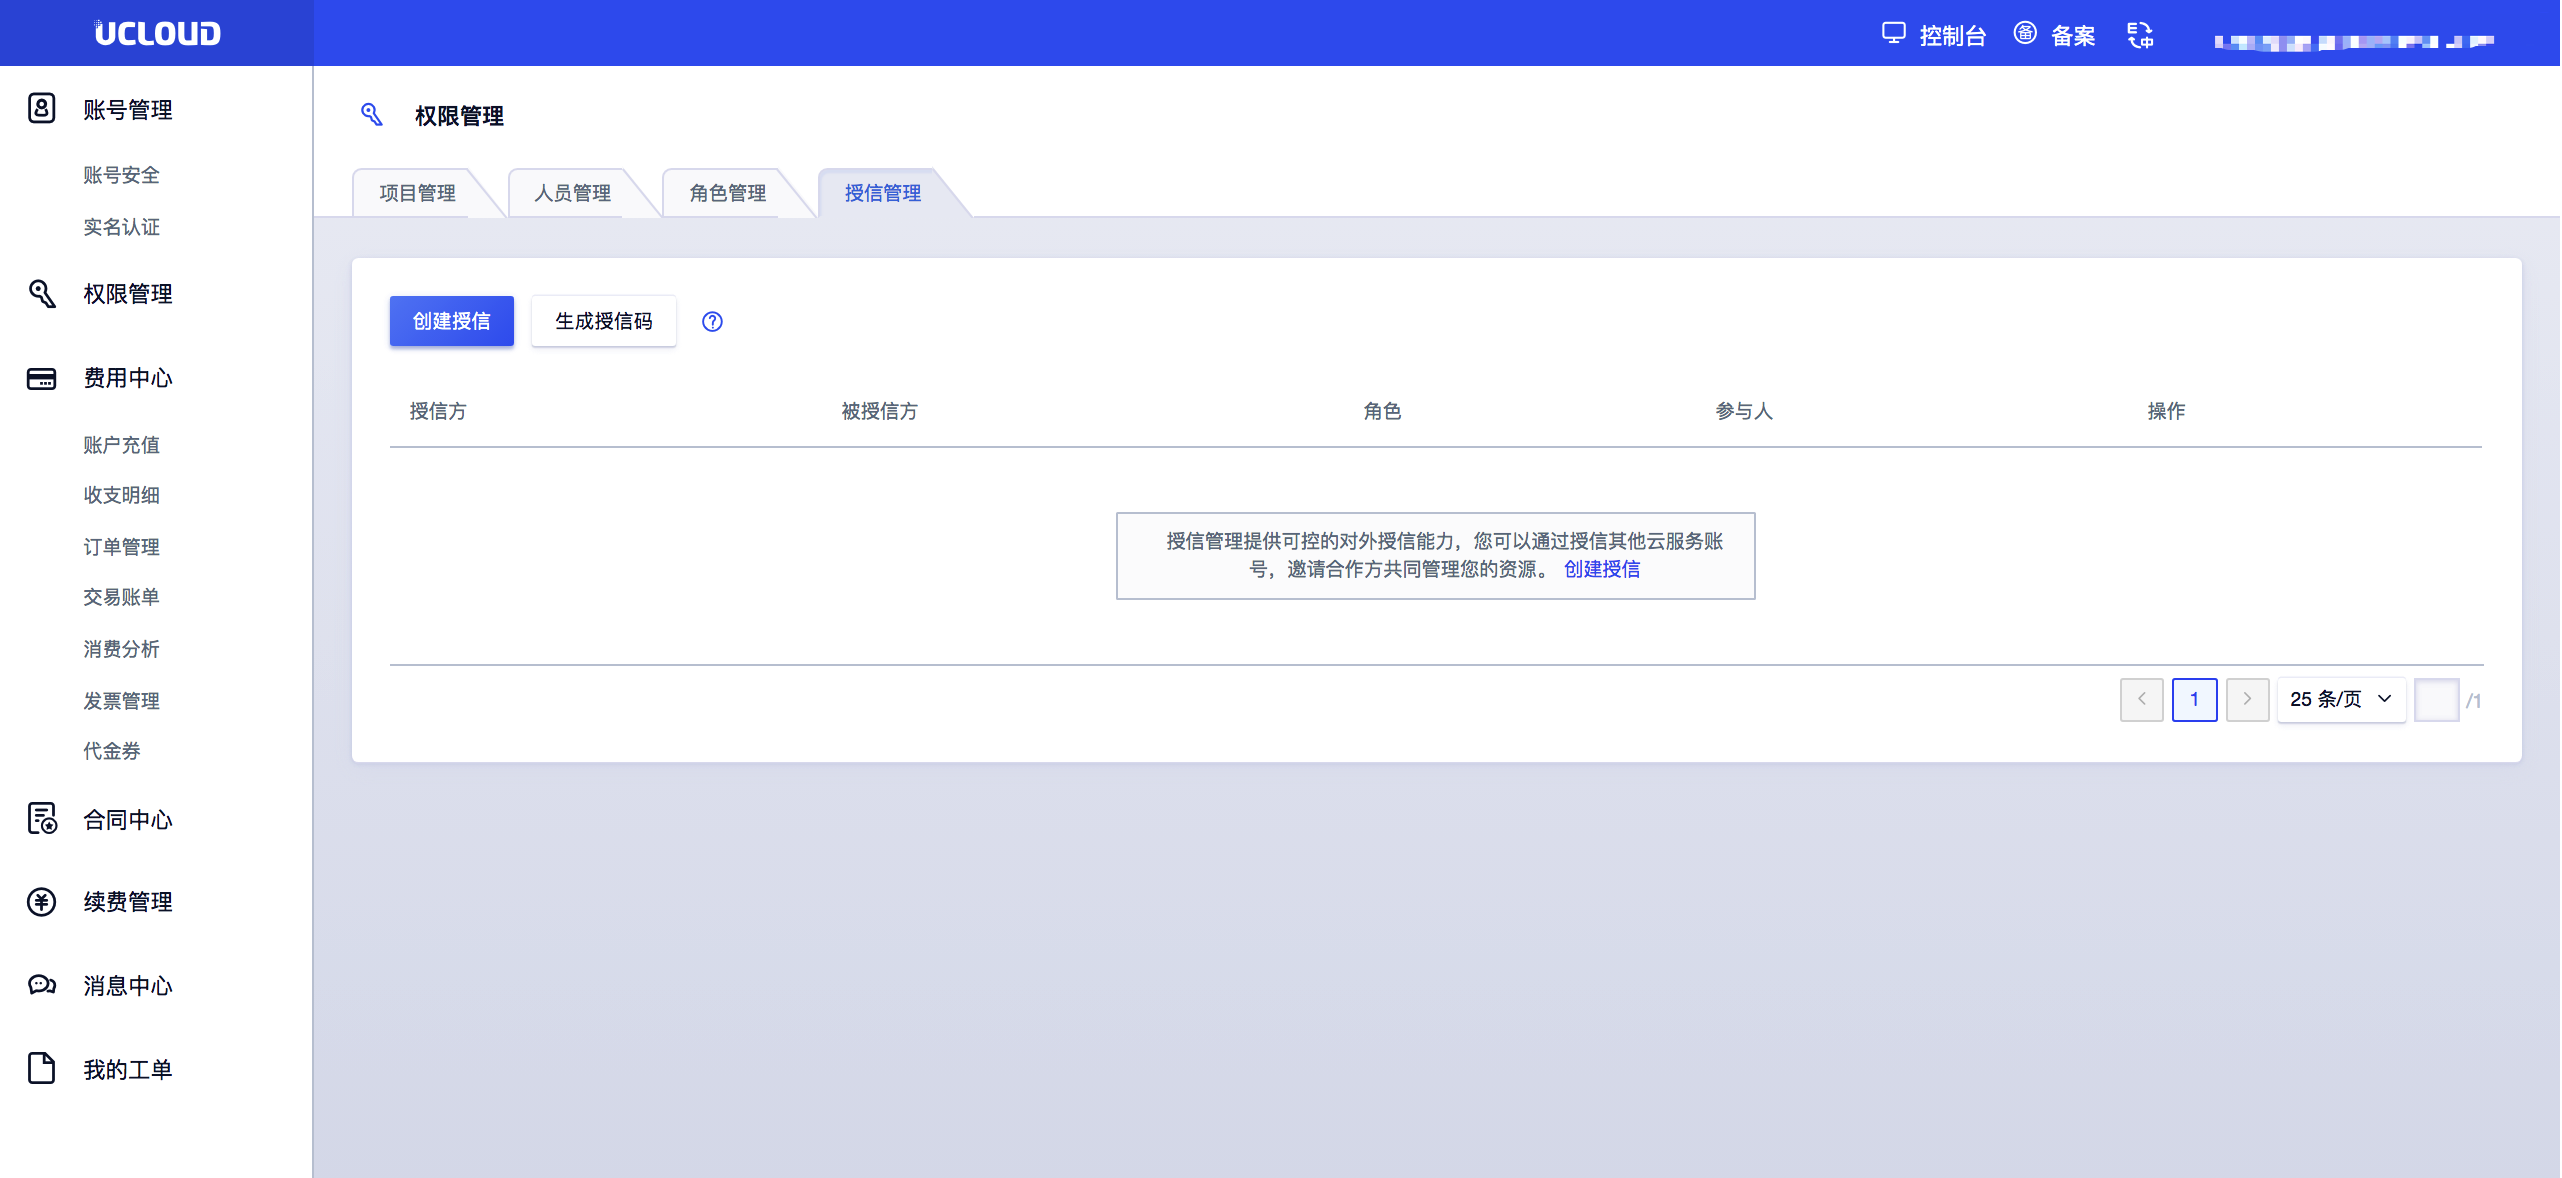 UCLOUD
控制台
备
备案
E 中
账号管理
账号安全
实名认证
权限管理
费用中心
账户充值
收支明细
订单管理
交易账单
消费分析
发票管理
代金券
合同中心
续费管理
消息中心
我的工单
权限管理
项目管理
人员管理
角色管理
授信管理
创建授信
生成授信码
?
授信方
被授信方
角色
参与人
操作
授信管理提供可控的对外授信能力，您可以通过授信其他云服务账
号，邀请合作方共同管理您的资源。 创建授信
1
25 条/页
/1